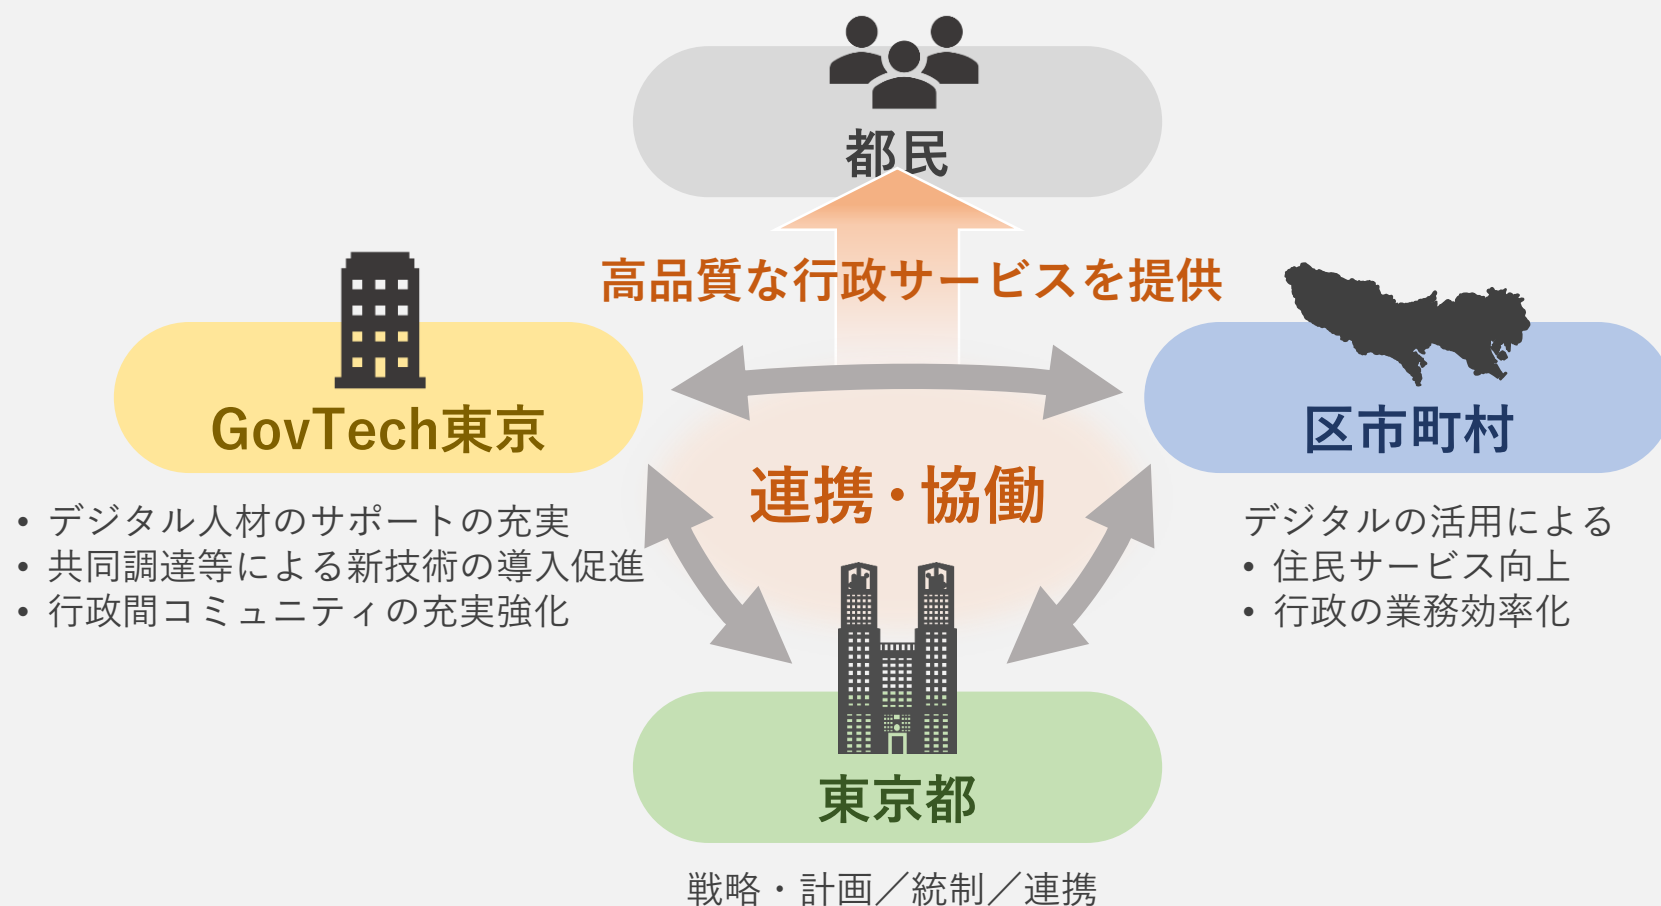 都民
高品質な行政サービスを提供
GovTech東京
• デジタル人材のサポートの充実
• 共同調達等による新技術の導入促進
• 行政間コミュニティの充実強化
連携・協働
区市町村
デジタルの活用による
• 住民サービス向上
• 行政の業務効率化
東京都
戦略・計画／統制／連携